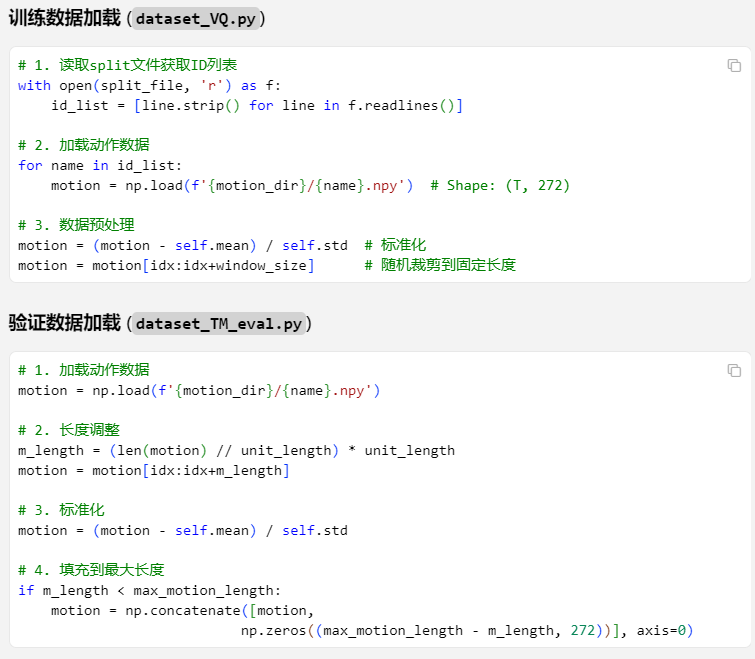 训练数据加载 (dataset_VQ.py)
# 1. 读取split文件获取ID列表
with open(split_file, 'r') as f:
    id_list = [line.strip() for line in f.readlines()]

# 2. 加载动作数据
for name in id_list:
    motion = np.load(f'{motion_dir}/{name}.npy')  # Shape: (T, 272)

# 3. 数据预处理
motion = (motion - self.mean) / self.std  # 标准化
motion = motion[idx:idx+window_size]      # 随机裁剪到固定长度

验证数据加载 (dataset_TM_eval.py)
# 1. 加载动作数据
motion = np.load(f'{motion_dir}/{name}.npy')

# 2. 长度调整
m_length = (len(motion) // unit_length) * unit_length
motion = motion[idx:idx+m_length]

# 3. 标准化
motion = (motion - self.mean) / self.std

# 4. 填充到最大长度
if m_length < max_motion_length:
    motion = np.concatenate([motion,
                           np.zeros((max_motion_length - m_length, 272))], axis=0)